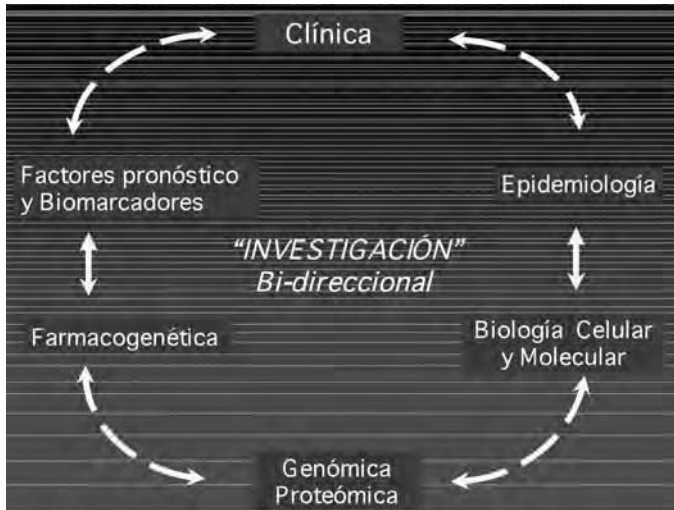 Clínica
Factores pronóstico
y Biomarcadores
Epidemiología
“INVESTIGACIÓN”
Bi-direccional
Farmacogenética
Biología Celular
y Molecular
Genómica
Proteómica